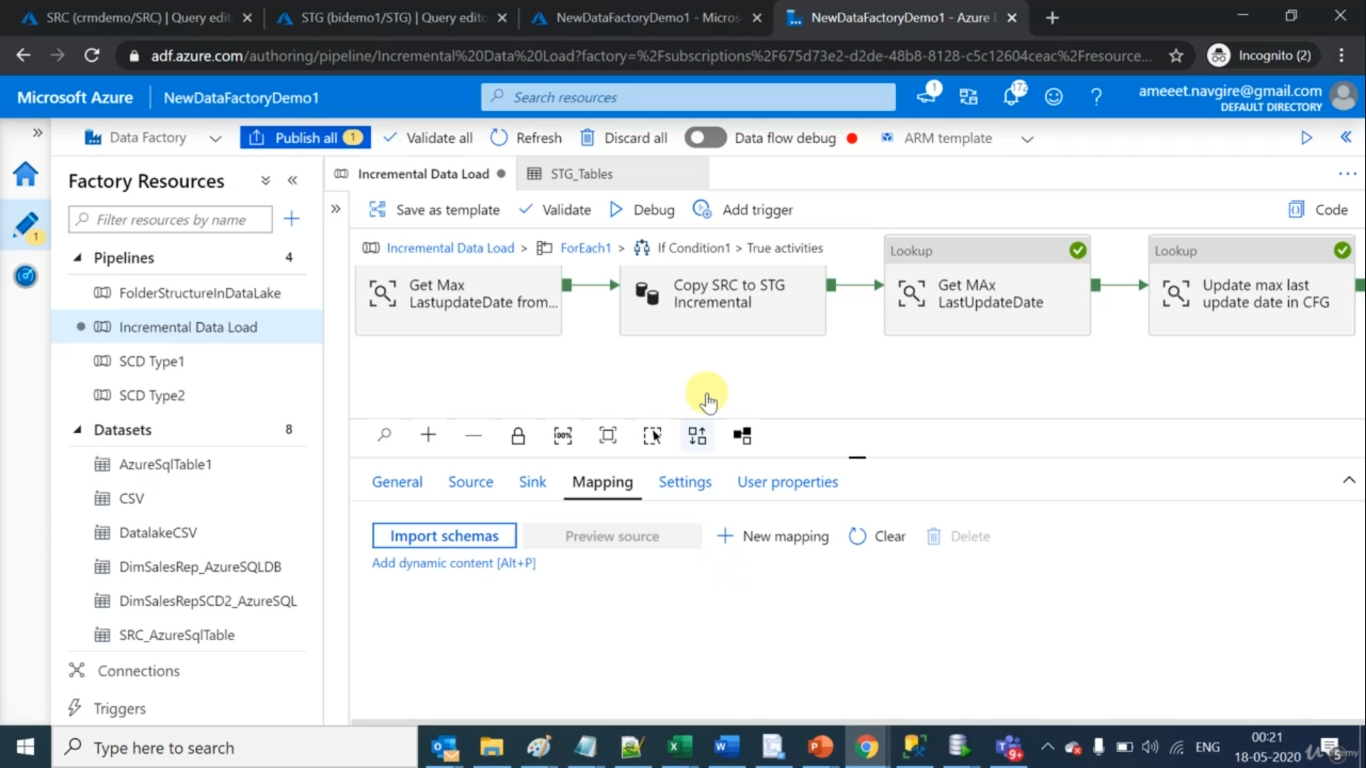 SRC (crmdemo/SRC) | Query edit
STG (bidemo1/STG) | Query edito
NewDataFactoryDemo1 - Micros
NewDataFactoryDemo1 - Azure
adf.azure.com/authoring/pipeline/Incremental%20Data%20Load?factory=%2Fsubscriptions%2F675d73e2-d2de-48b8-8128-c5c12604ceac%2Fresource...
Incognito (2)
Microsoft Azure
NewDataFactoryDemo1
Search resources
1
172
ameeet.navgire@gmail.com
DEFAULT DIRECTORY
Data Factory
Publish all 1
Validate all
Refresh
Discard all
Data flow debug
ARM template
Factory Resources
Incremental Data Load
STG_Tables
Filter resources by name
Save as template
Validate
Debug
Add trigger
Code
1
Pipelines 4
Incremental Data Load > ForEach1 > If Condition1 > True activities
Lookup
Lookup
FolderStructureInDataLake
Get Max
LastupdateDate from...
Copy SRC to STG
Incremental
Get MAx
LastUpdateDate
Update max last
update date in CFG
Incremental Data Load
SCD Type1
SCD Type2
Datasets 8
100%
AzureSqlTable1
General
Source
Sink
Mapping
Settings
User properties
CSV
DatalakeCSV
Import schemas
Preview source
New mapping
Clear
Delete
Add dynamic content [Alt+P]
DimSalesRep_AzureSQLDB
DimSalesRepSCD2_AzureSQL
SRC_AzureSqlTable
Connections
Triggers
Type here to search
9+
ENG
00:21
18-05-2020
5